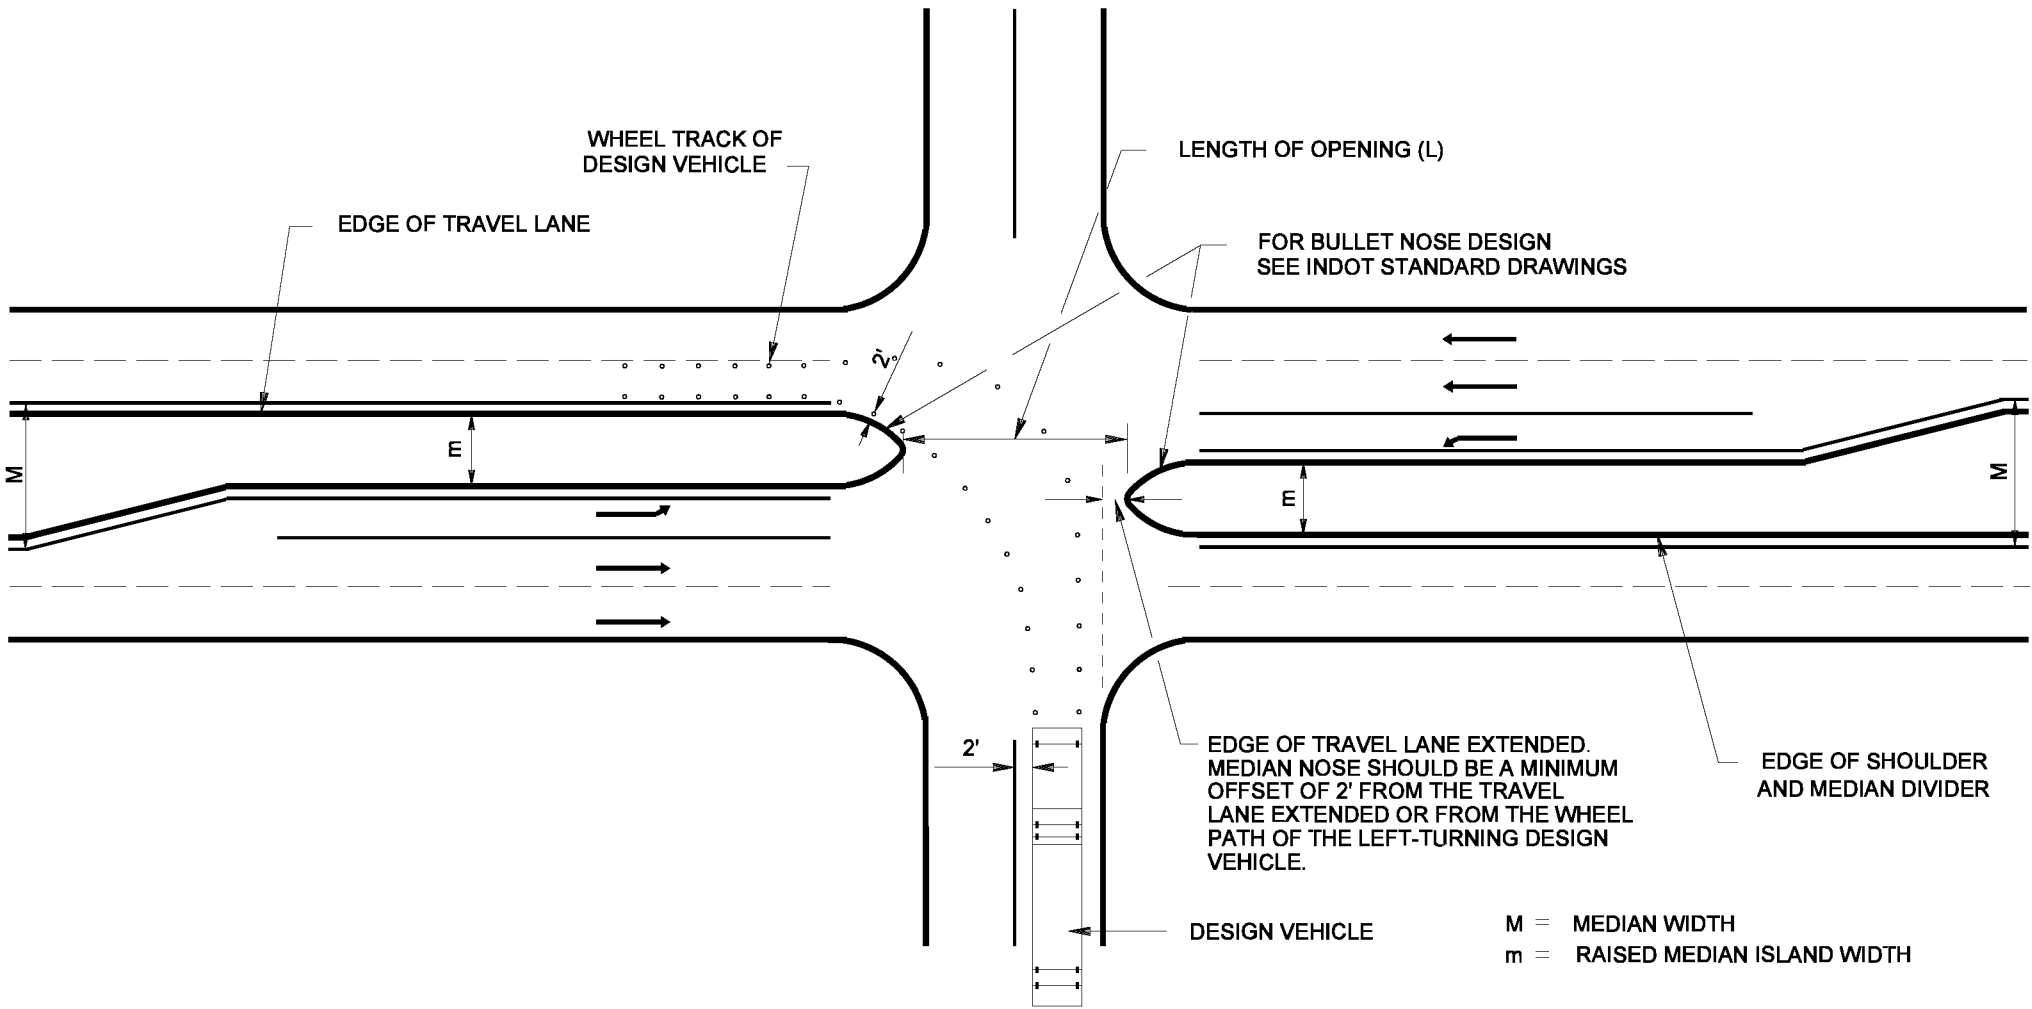 WHEEL TRACK OF
DESIGN VEHICLE
LENGTH OF OPENING (L)
EDGE OF TRAVEL LANE
FOR BULLET NOSE DESIGN
SEE INDOT STANDARD DRAWINGS
2'
m
M
m
M
2'
EDGE OF TRAVEL LANE EXTENDED.
MEDIAN NOSE SHOULD BE A MINIMUM
OFFSET OF 2' FROM THE TRAVEL
LANE EXTENDED OR FROM THE WHEEL
PATH OF THE LEFT-TURNING DESIGN
VEHICLE.
EDGE OF SHOULDER
AND MEDIAN DIVIDER
DESIGN VEHICLE
M = MEDIAN WIDTH
m = RAISED MEDIAN ISLAND WIDTH